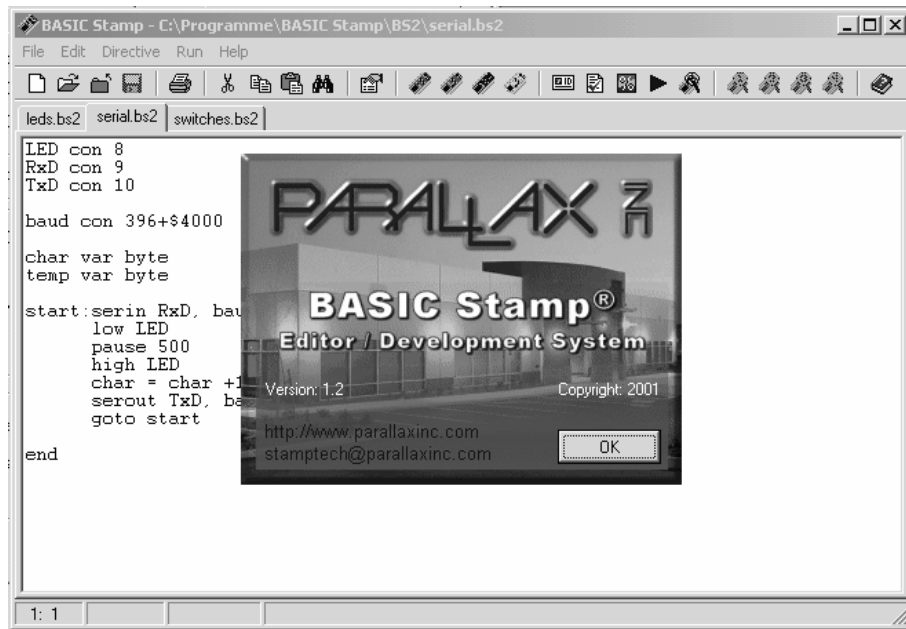 BASIC Stamp - C:\Programme\BASIC Stamp\BS2\serial.bs2
File Edit Directive Run Help
leds.bs2 serial.bs2 switches.bs2
LED con 8
RxD con 9
TxD con 10
baud con 396+$4000
char var byte
temp var byte
start:serin RxD, bau
low LED
pause 500
high LED
char = char +1
serout TxD, ba
goto start
end
PARALLAX INC
BASIC Stamp®
Editor / Development System
Version: 1.2 Copyright: 2001
http://www.parallaxinc.com
stamptech@parallaxinc.com
OK
1: 1